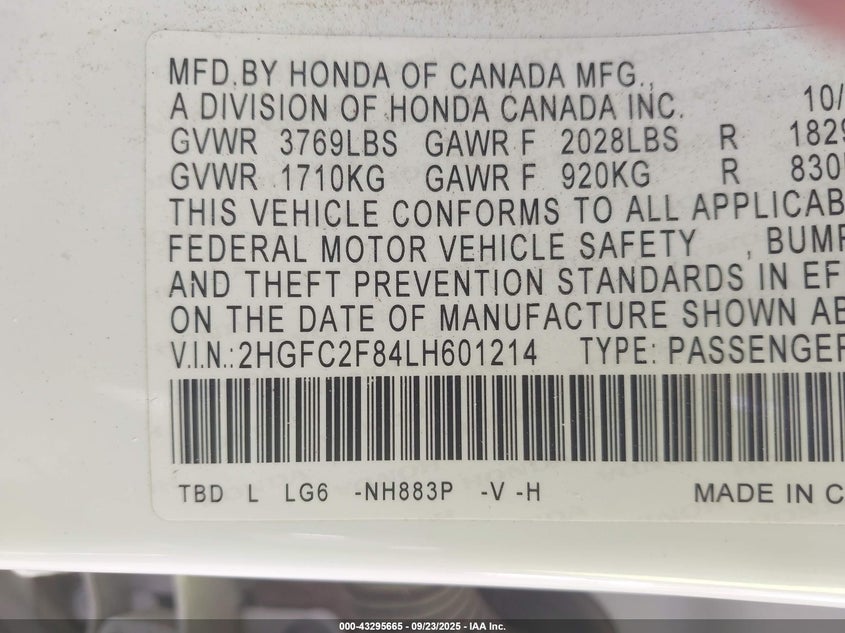 MFD.BY HONDA OF CANADA MFG.,
A DIVISION OF HONDA CANADA INC. 10/
GVWR 3769LBS GAWR F 2028LBS R 1829
GVWR 1710KG GAWR F 920KG R 830
THIS VEHICLE CONFORMS TO ALL APPLICAB
FEDERAL MOTOR VEHICLE SAFETY , BUMP
AND THEFT PREVENTION STANDARDS IN EF
ON THE DATE OF MANUFACTURE SHOWN AB
V.I.N.:2HGFC2F84LH601214 TYPE: PASSENGER
TBD L LG6 -NH883P -V -H MADE IN C
000-43295665 - 09/23/2025 - IAA Inc.